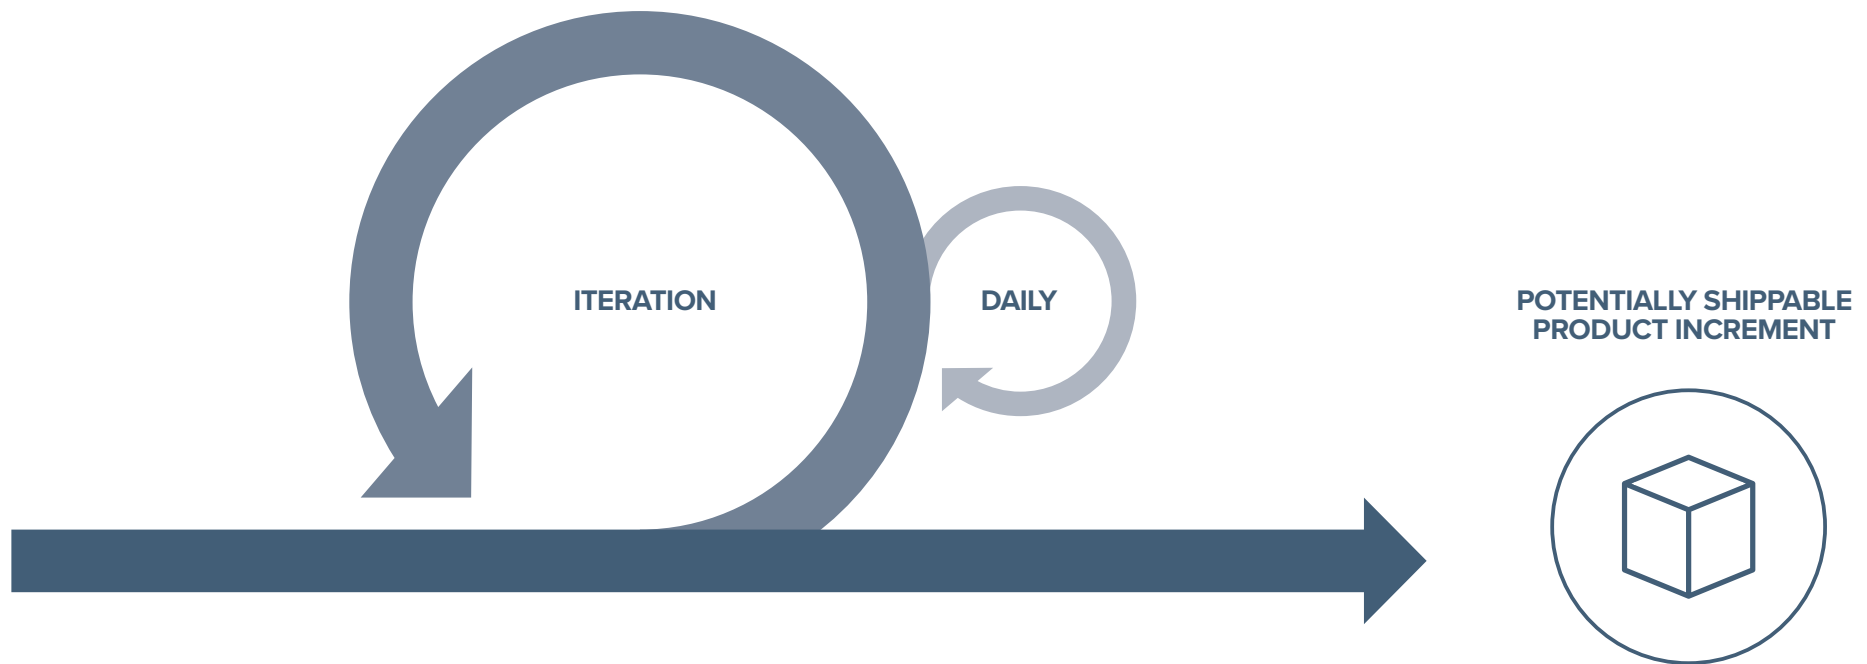 ITERATION
DAILY
POTENTIALLY SHIPPABLE
PRODUCT INCREMENT